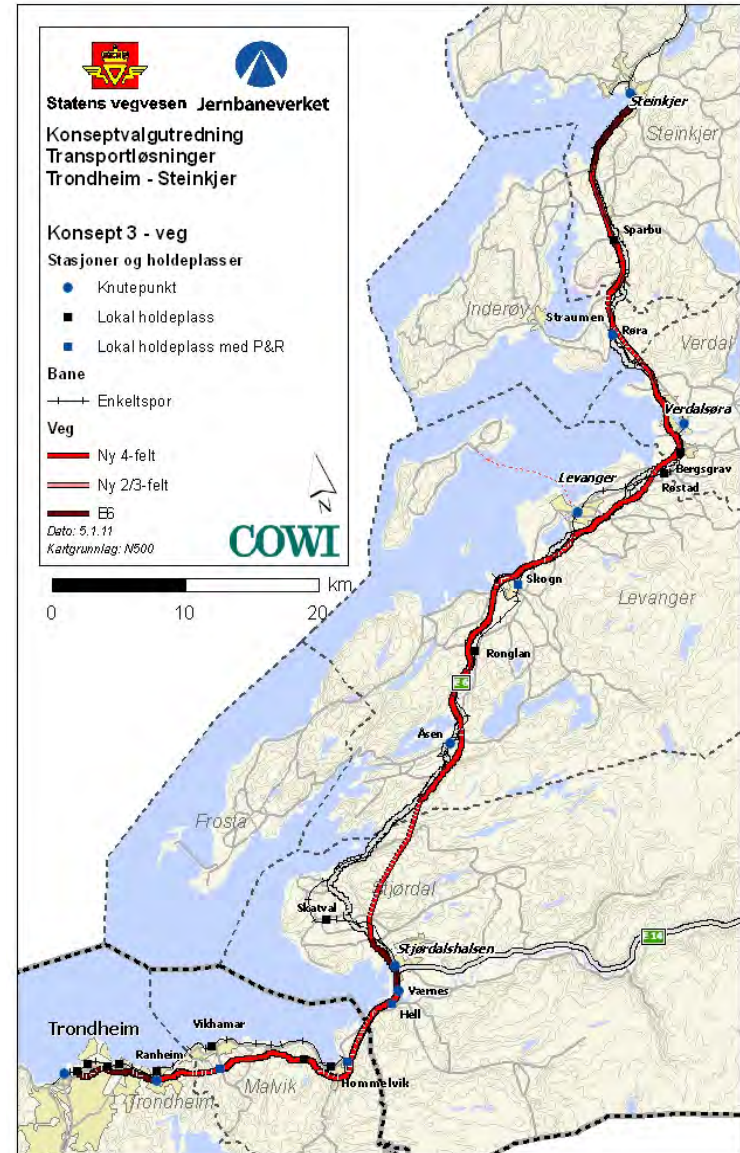 Statens vegvesen Jernbaneverket
Konseptvalgutredning
Transportløsninger
Trondheim - Steinkjer
Konsept 3 - veg
Stasjoner og holdeplasser
Knutepunkt
Lokal holdeplass
Lokal holdeplass med P&R
Bane
Enkeltspor
Veg
Ny 4-felt
Ny 2/3-felt
E6
Dato: 5.1.11
Kartgrunnlag: N500
N
COWI
km
0 10 20
Steinkjer
Steinkjer
Sparbu
Inderøy
Straumen
Røra
Verdal
Verdalsøra
Levanger
Bergsgrav
Røstad
Skogn
Levanger
Ronglan
Åsen
Frosta
Stjørdal
Skatval
Stjørdalshalsen
E 14
Værnes
Hell
Trondheim
Vikhamar
Ranheim
Hommelvik
Malvik
Trondheim